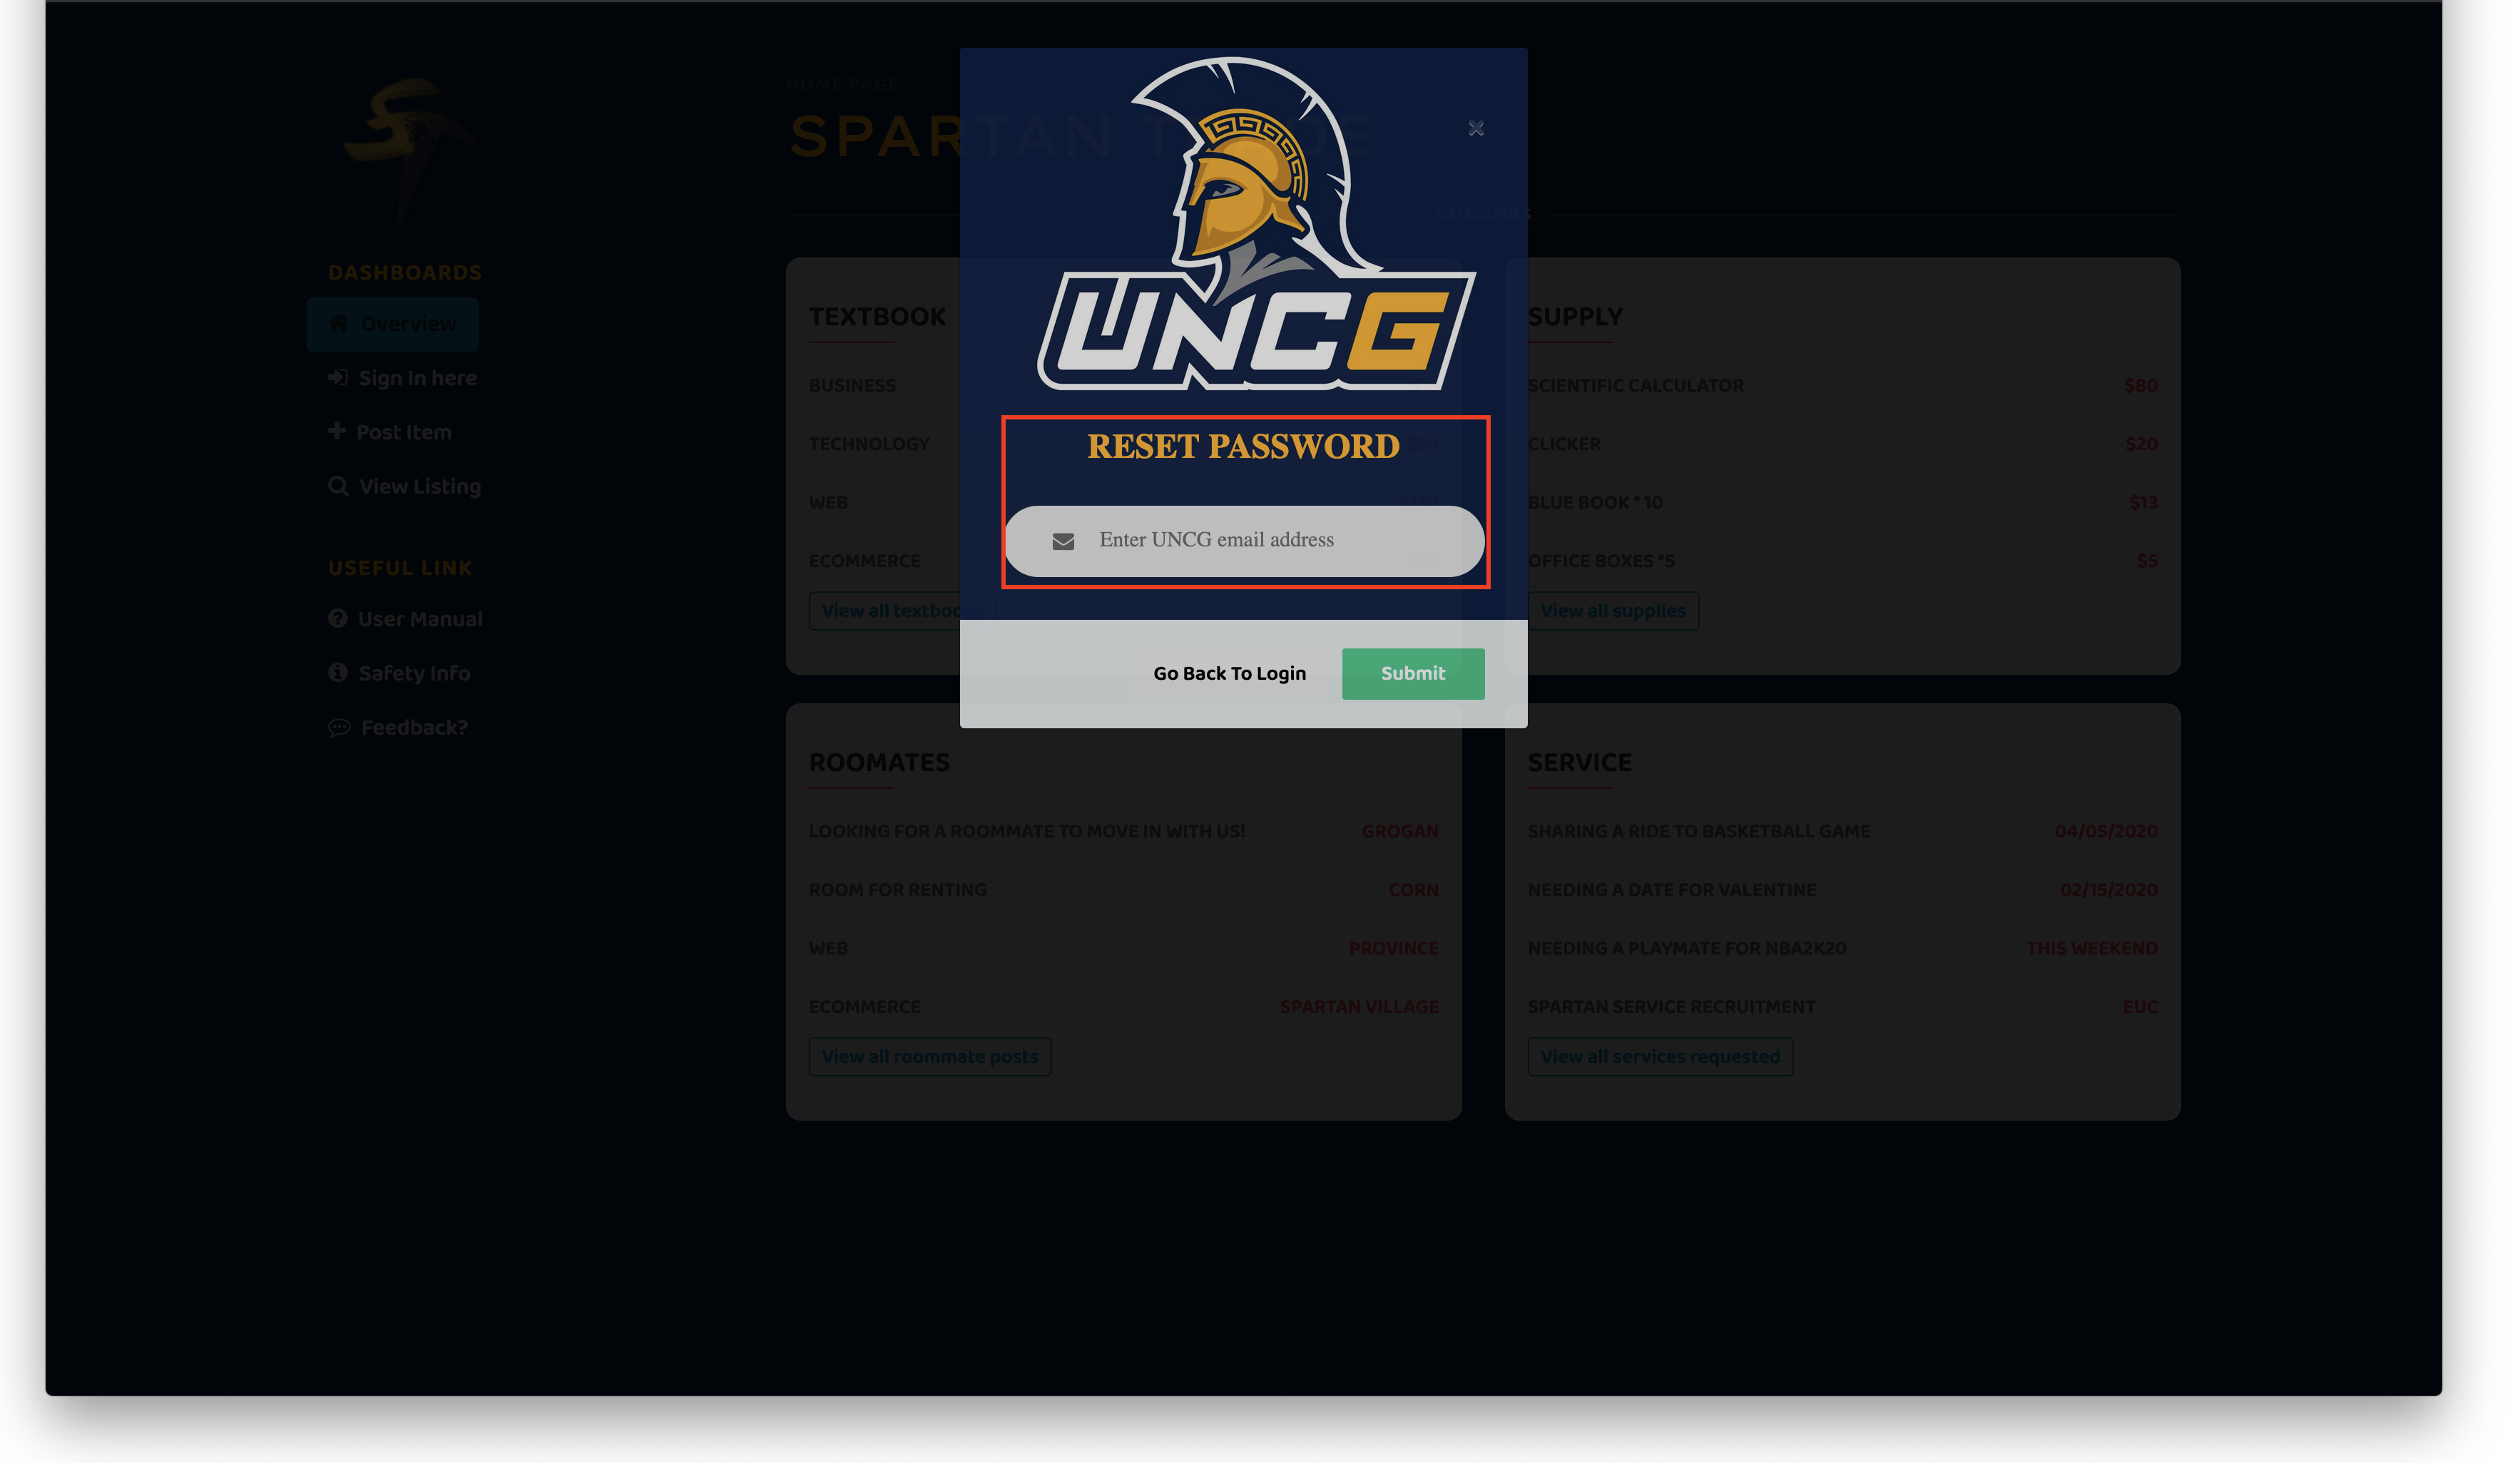 HOME PAGE
SPARTAN T DE
CATEGORIES
DASHBOARDS
Overview
Sign In here
Post Item
View Listing
USEFUL LINK
User Manual
Safety Info
Feedback?
UNCG
RESET PASSWORD
Enter UNCG email address
Go Back To Login
Submit
TEXTBOOK
BUSINESS
TECHNOLOGY $50
WEB
ECOMMERCE
View all textbooks
SUPPLY
SCIENTIFIC CALCULATOR $80
CLICKER $20
BLUE BOOK * 10 $13
OFFICE BOXES *5 $5
View all supplies
ROOMATES
LOOKING FOR A ROOMMATE TO MOVE IN WITH US! GROGAN
ROOM FOR RENTING CORN
WEB PROVINCE
ECOMMERCE SPARTAN VILLAGE
View all roommate posts
SERVICE
SHARING A RIDE TO BASKETBALL GAME 04/05/2020
NEEDING A DATE FOR VALENTINE 02/15/2020
NEEDING A PLAYMATE FOR NBA2K20 THIS WEEKEND
SPARTAN SERVICE RECRUITMENT EUC
View all services requested